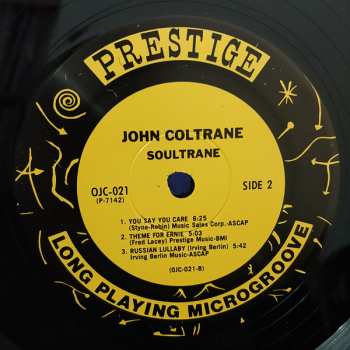 PRESTIGE
JOHN COLTRANE
SOULTRANE
OJC-021
(P-7142)
SIDE 2
1. YOU SAY YOU CARE 6:25
(Styne-Robin) Music Sales Corp.-ASCAP
2. THEME FOR ERNIE 5:03
(Fred Lacey) Prestige Music-BMI
3. RUSSIAN LULLABY (Irving Berlin) 5:42
Irving Berlin Music-ASCAP
(OJC-021-B)
LONG PLAYING MICROGROOVE